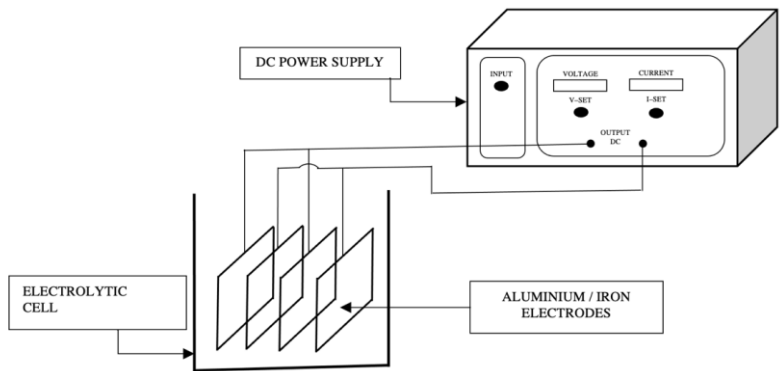 DC POWER SUPPLY
INPUT
VOLTAGE
CURRENT
V-SET
I-SET
OUTPUT
DC
ELECTROLYTIC
CELL
ALUMINIUM / IRON
ELECTRODES